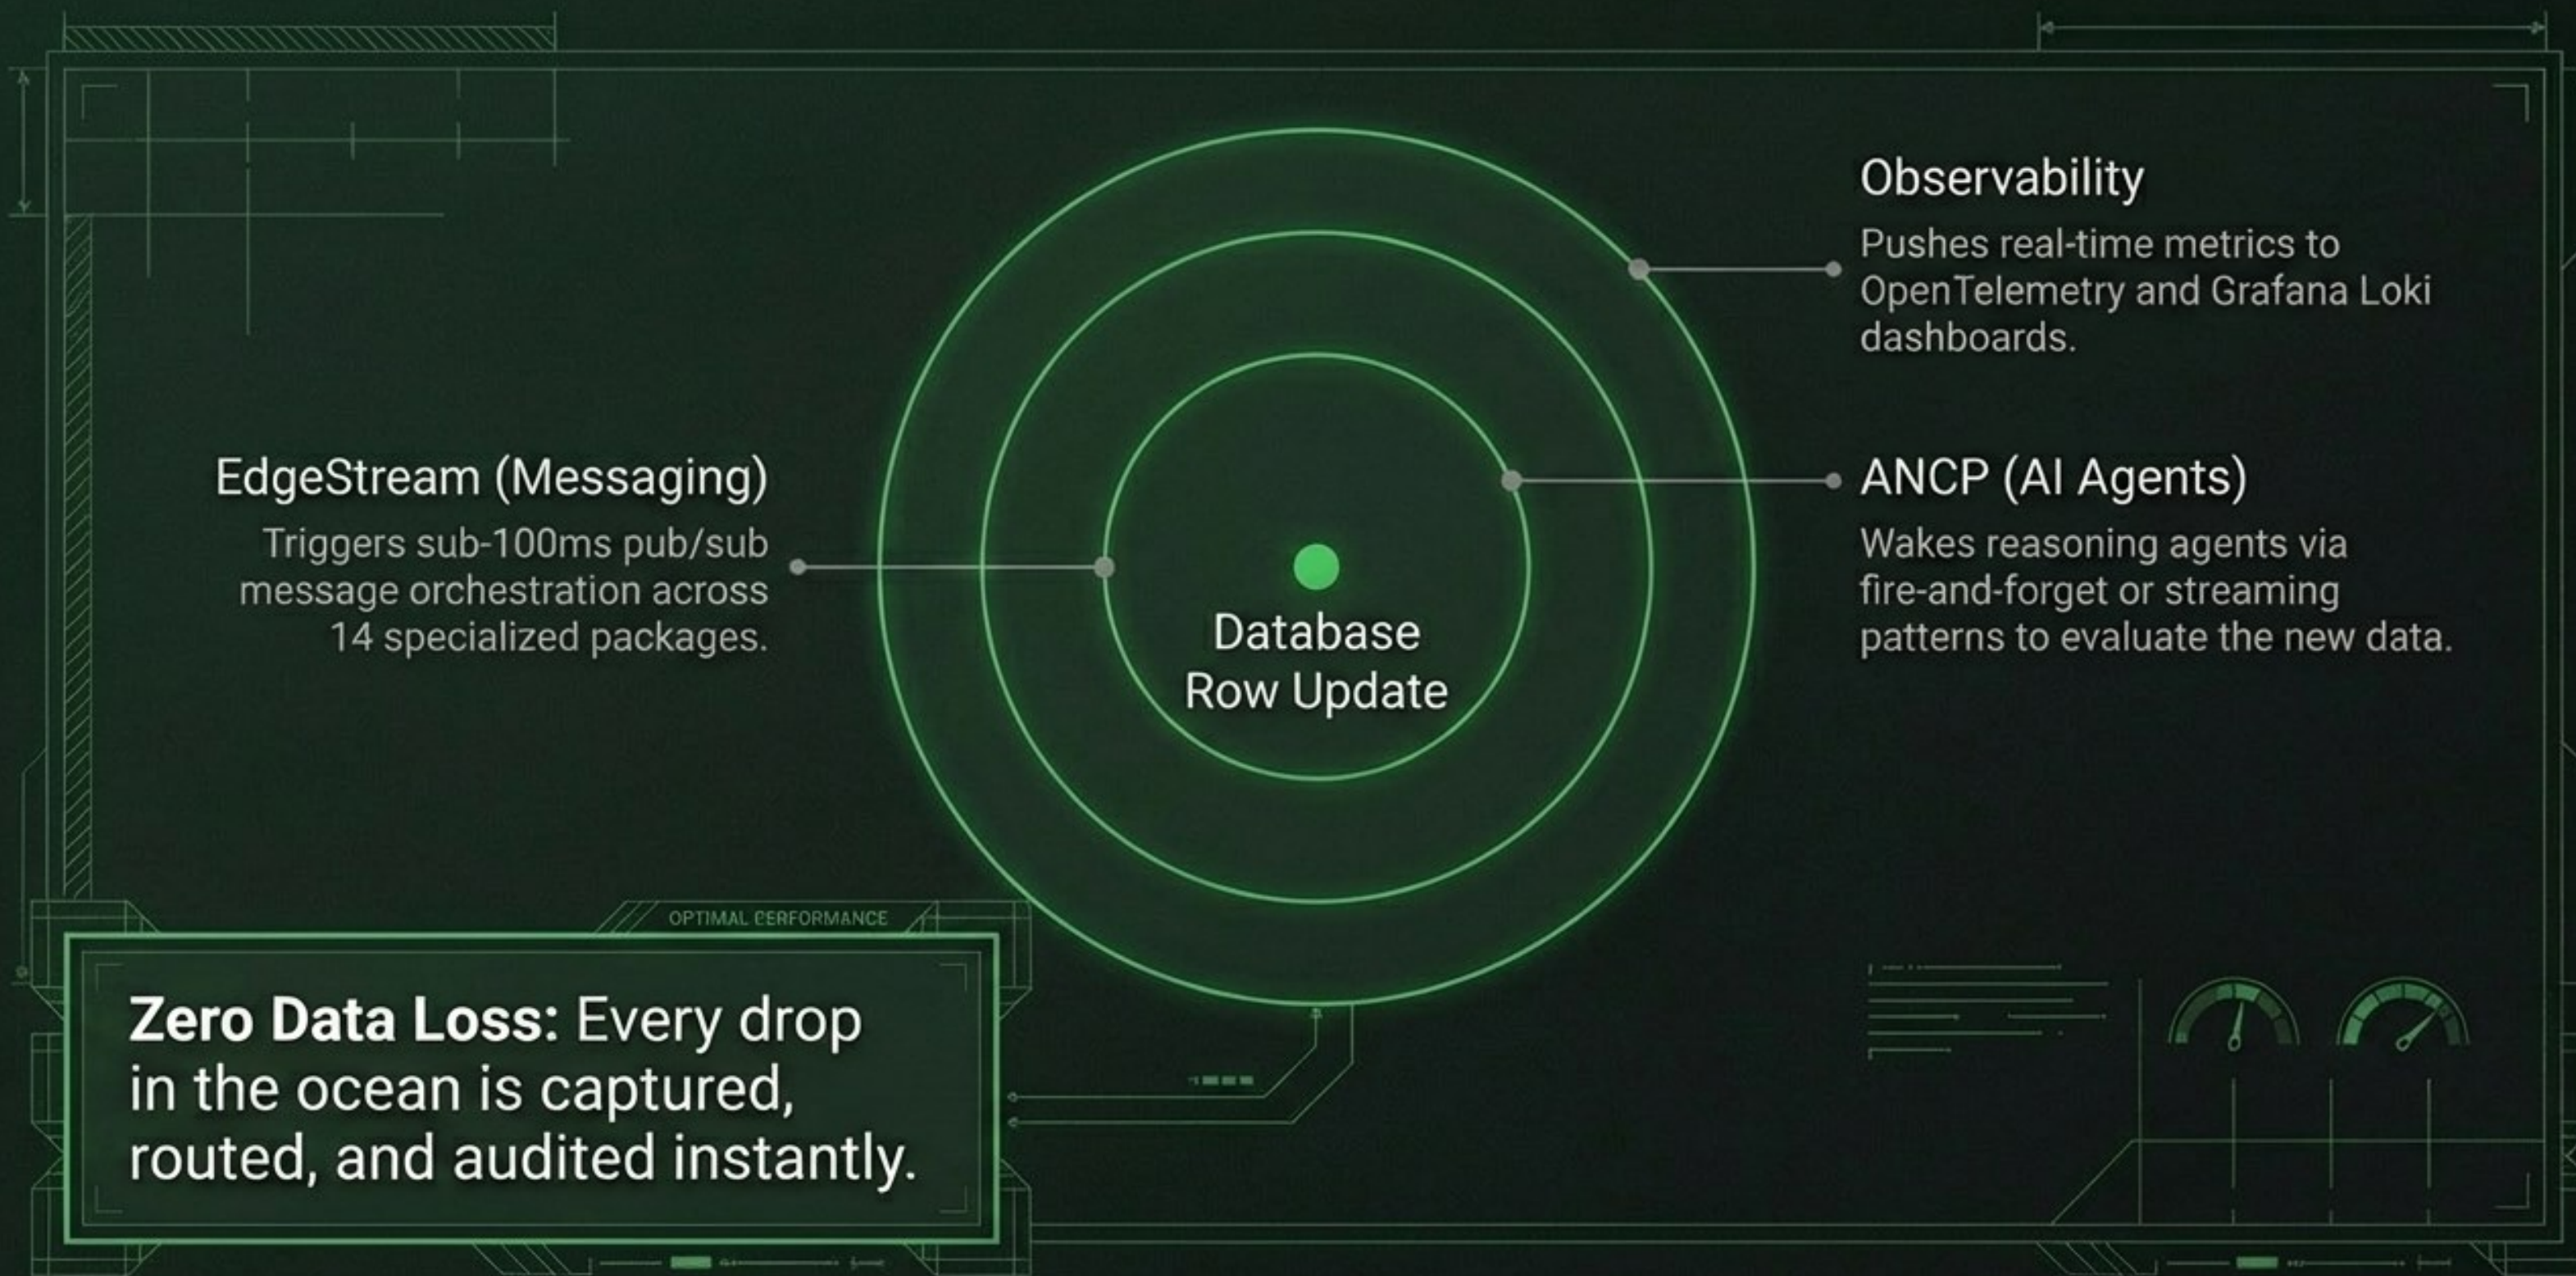 Observability
Pushes real-time metrics to
OpenTelemetry and Grafana Loki
dashboards.
EdgeStream (Messaging)
Triggers sub-100ms pub/sub
message orchestration across
14 specialized packages.
ANCP (AI Agents)
Wakes reasoning agents via
fire-and-forget or streaming
patterns to evaluate the new data.
Database
Row Update
OPTIMAL CERFORMANCE
Zero Data Loss: Every drop
in the ocean is captured,
routed, and audited instantly.